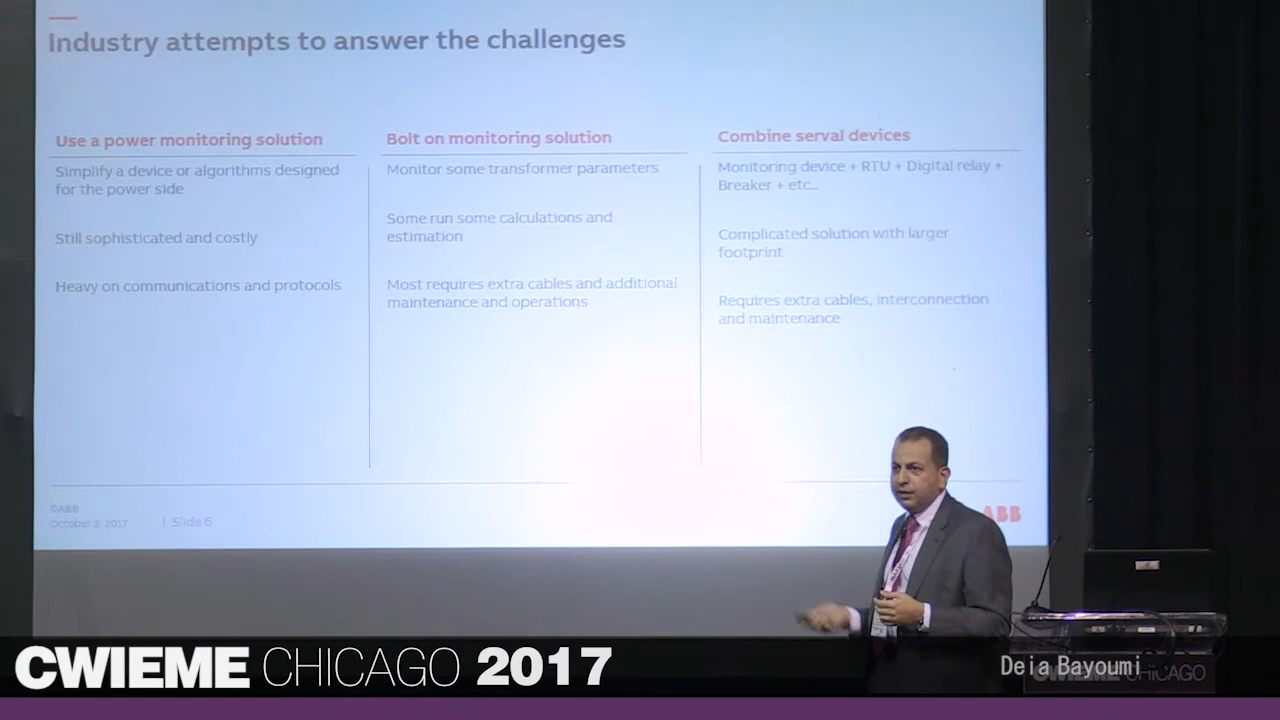 Industry attempts to answer the challenges
Use a power monitoring solution
Simplify a device or algorithms designed
for the power side
Still sophisticated and costly
Heavy on communications and protocols
Bolt on monitoring solution
Monitor some transformer parameters
Some run some calculations and
estimation
Most requires extra cables and additional
maintenance and operations
Combine serval devices
Monitoring device + RTU + Digital relay +
Breaker + etc..
Complicated solution with larger
footprint
Requires extra cables, interconnection
and maintenance
©ABB
October 3, 2017
Slide 6
ABB
CWIEME CHICAGO 2017
Deia Bayoumi
CWIEME CHICAGO